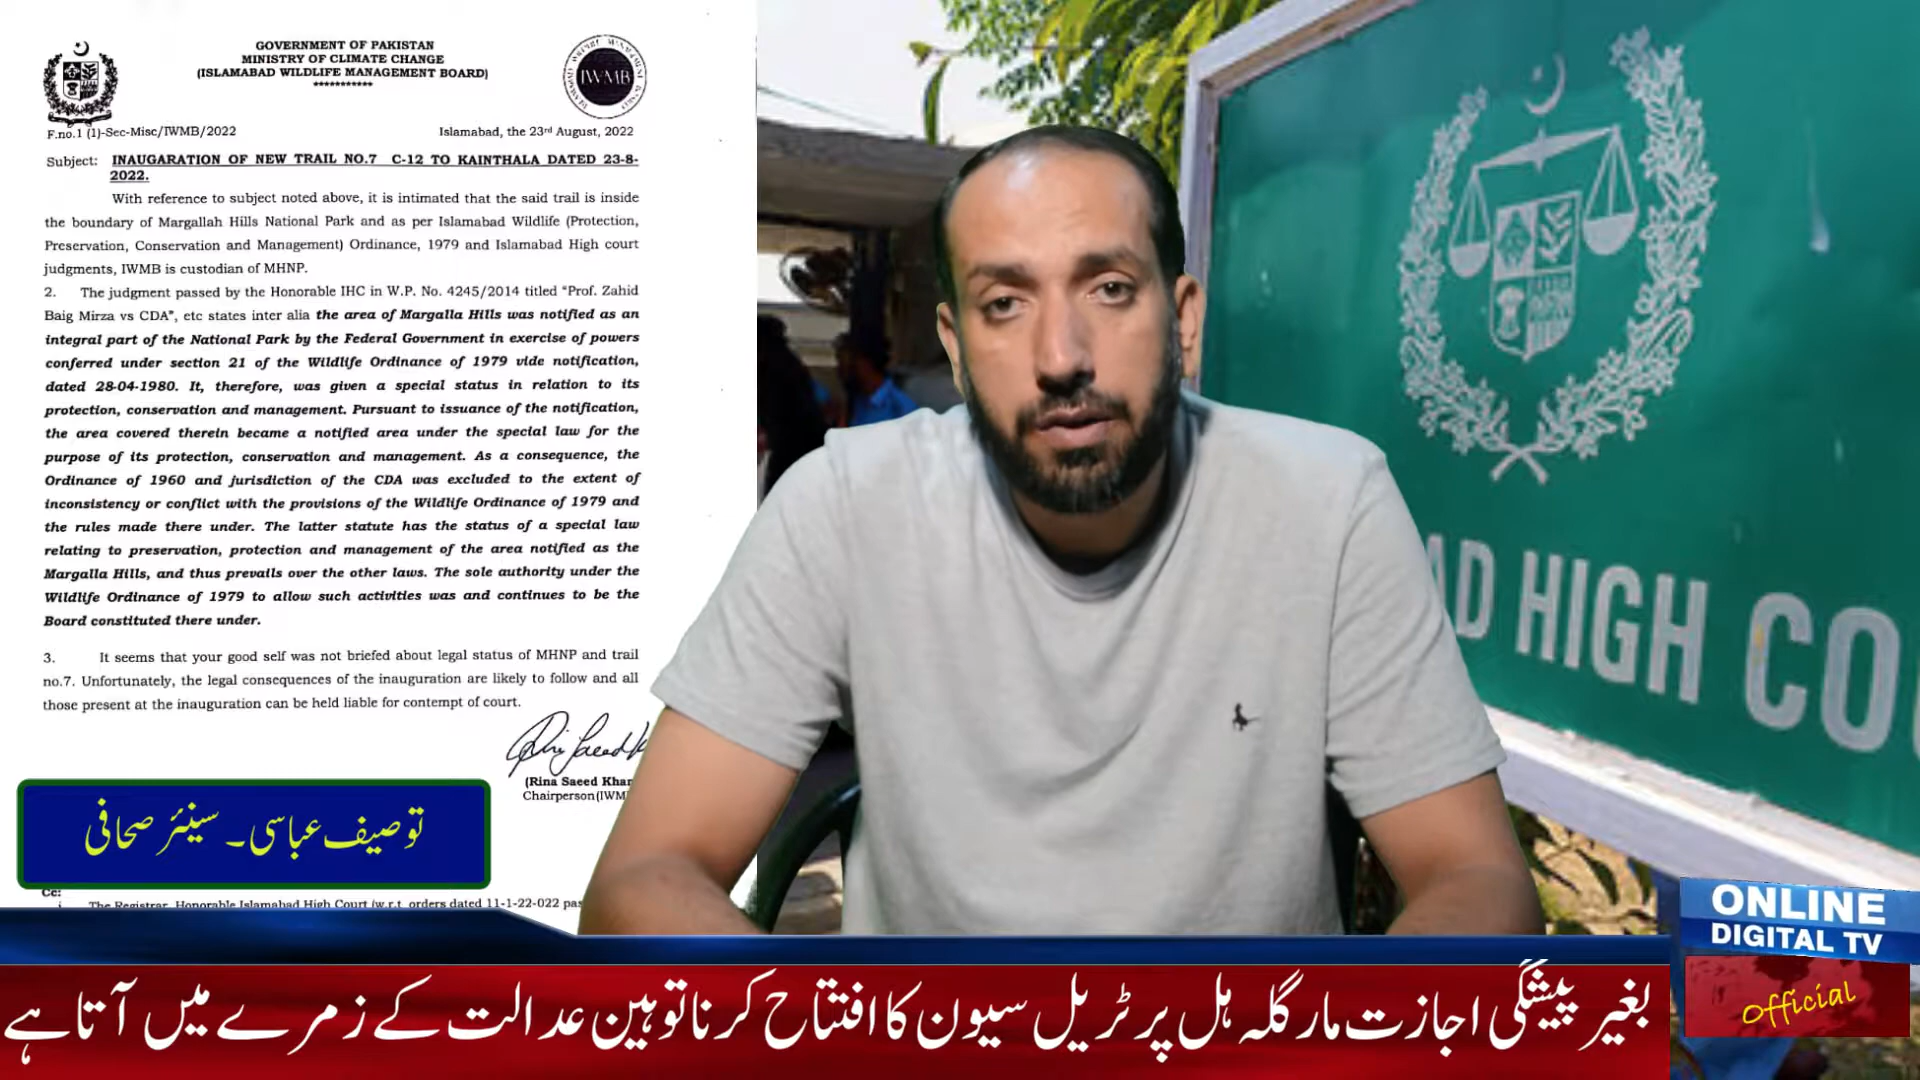 GOVERNMENT OF PAKISTAN
MINISTRY OF CLIMATE CHANGE
(ISLAMABAD WILDLIFE MANAGEMENT BOARD)
***********
IWMB
F.no.1 (1)-Sec-Misc/IWMB/2022
Islamabad, the 23rd August, 2022
Subject: INAUGARATION OF NEW TRAIL NO.7 C-12 TO KAINTHALA DATED 23-8-
2022.
With reference to subject noted above, it is intimated that the said trail is inside
the boundary of Margallah Hills National Park and as per Islamabad Wildlife (Protection,
Preservation, Conservation and Management) Ordinance, 1979 and Islamabad High court
judgments, IWMB is custodian of MHNP.
2. The judgment passed by the Honorable IHC in W.P. No. 4245/2014 titled "Prof. Zahid
Baig Mirza vs CDA", etc states inter alia the area of Margalla Hills was notified as an
integral part of the National Park by the Federal Government in exercise of powers
conferred under section 21 of the Wildlife Ordinance of 1979 vide notification,
dated 28-04-1980. It, therefore, was given a special status in relation to its
protection, conservation and management. Pursuant to issuance of the notification,
the area covered therein became a notified area under the special law for the
purpose of its protection, conservation and management. As a consequence, the
Ordinance of 1960 and jurisdiction of the CDA was excluded to the extent of
inconsistency or conflict with the provisions of the Wildlife Ordinance of 1979 and
the rules made there under. The latter statute has the status of a special law
relating to preservation, protection and management of the area notified as the
Margalla Hills, and thus prevails over the other laws. The sole authority under the
Wildlife Ordinance of 1979 to allow such activities was and continues to be the
Board constituted there under.
3. It seems that your good self was not briefed about legal status of MHNP and trail
no.7. Unfortunately, the legal consequences of the inauguration are likely to follow and all
those present at the inauguration can be held liable for contempt of court.
(Rina Saeed Khan
Chairperson(IWM
توصیف عباسی۔ سینئر صحافی
Cc:
i. The Registrar, Honorable Islamabad High Court (w.r.t. orders dated 11-1-22-022 pas
AD HIGH COU
ONLINE
DIGITAL TV
Official
بغیر پیشگی اجازت مارگلہ ہل پر ٹریل سیون کا افتتاح کرنا توہین عدالت کے زمرے میں آتا ہے